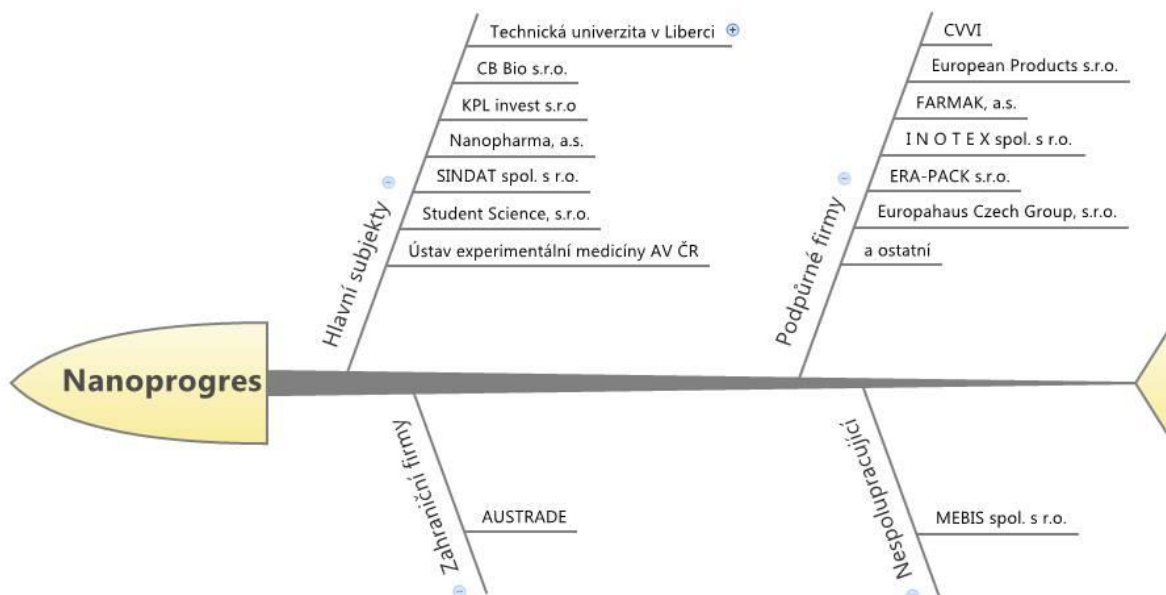 Hlavní subjekty
Technická univerzita v Liberci
CB Bio s.r.o.
KPL invest s.r.o
Nanopharma, a.s.
SINDAT spol. s r.o.
Student Science, s.r.o.
Ústav experimentální medicíny AV ČR
Podpůrné firmy
CVVI
European Products s.r.o.
FARMAK, a.s.
I N O T E X spol. s r.o.
ERA-PACK s.r.o.
Europahaus Czech Group, s.r.o.
a ostatní
Nanoprogres
Zahraniční firmy
AUSTRADE
Nespolupracující
MEBIS spol. s r.o.